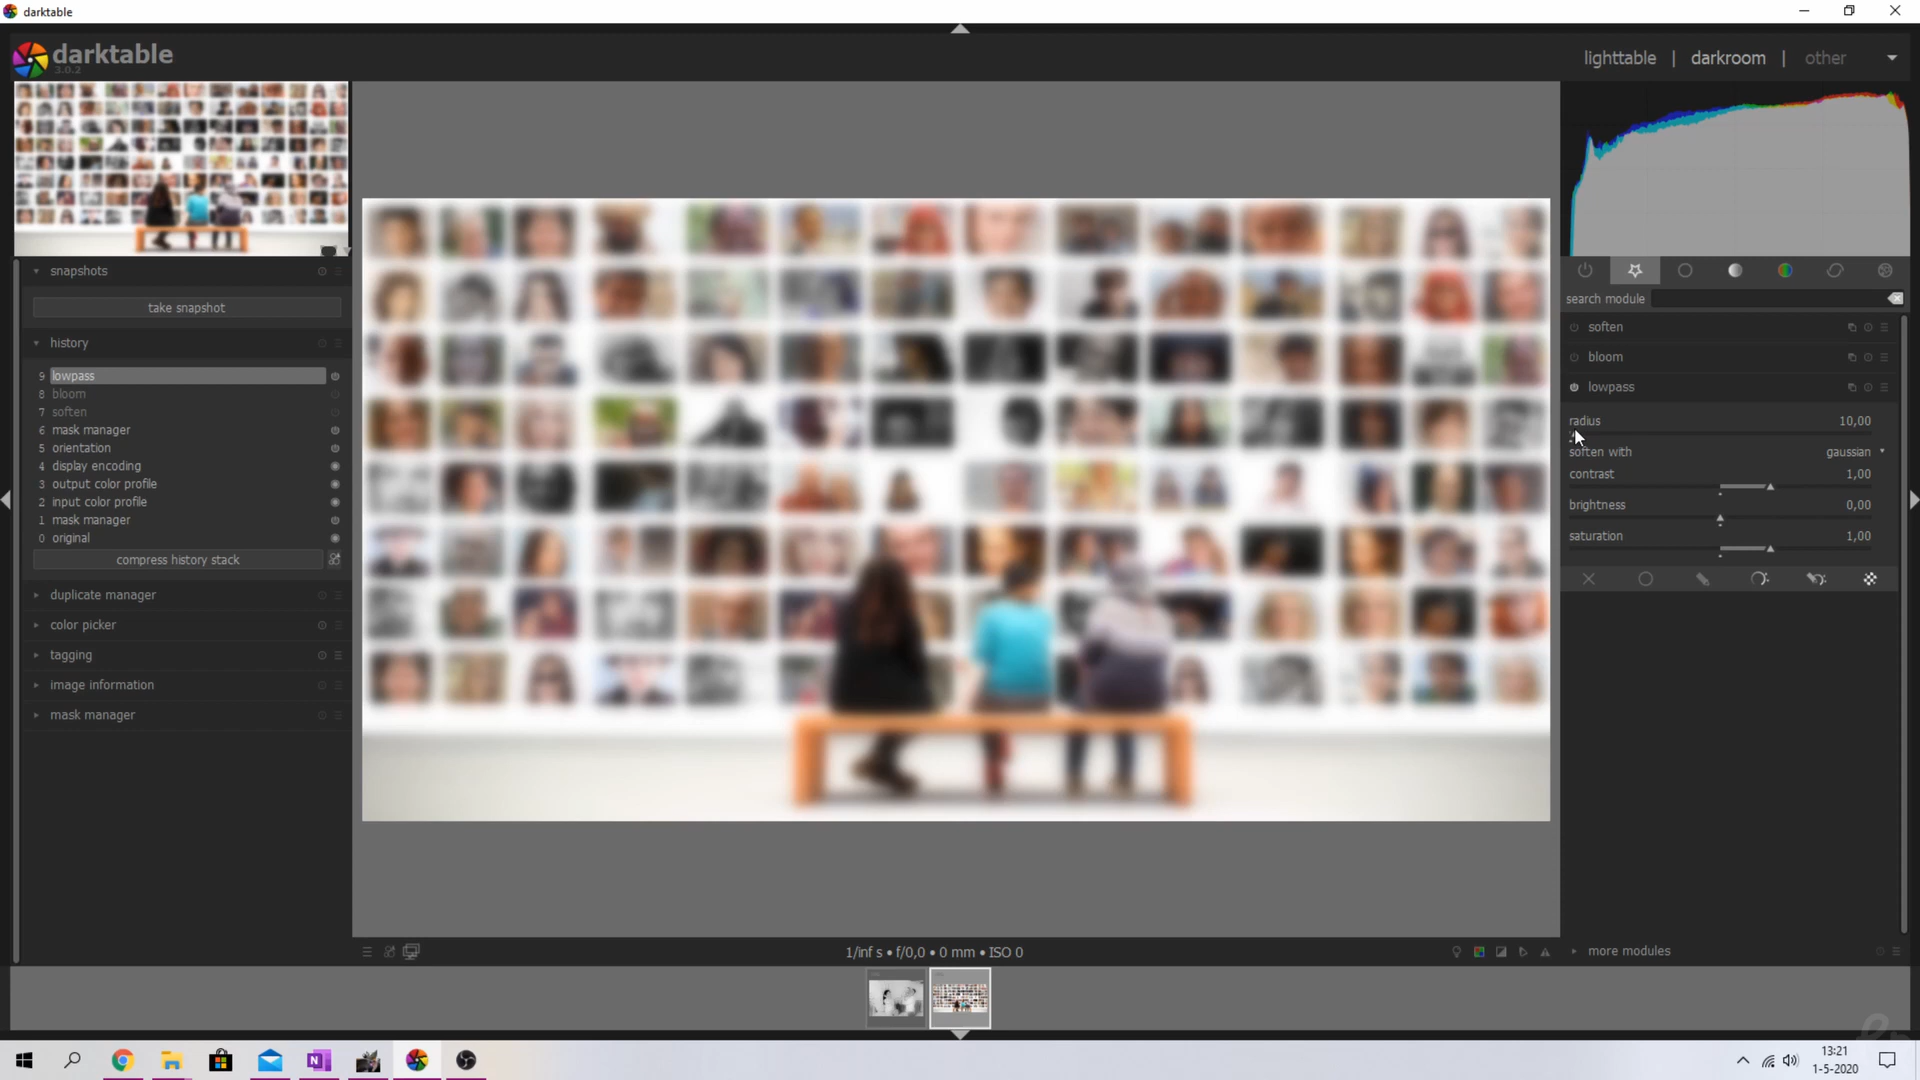 darktable
darktable
3.0.2
lighttable | darkroom | other
snapshots
take snapshot
history
9 lowpass
8 bloom
7 soften
6 mask manager
5 orientation
4 display encoding
3 output color profile
2 input color profile
1 mask manager
0 original
compress history stack
duplicate manager
color picker
tagging
image information
mask manager
search module
soften
bloom
lowpass
radius 10,00
soften with gaussian
contrast 1,00
brightness 0,00
saturation 1,00
1/inf s • f/0,0 • 0 mm • ISO 0
more modules
13:21
1-5-2020